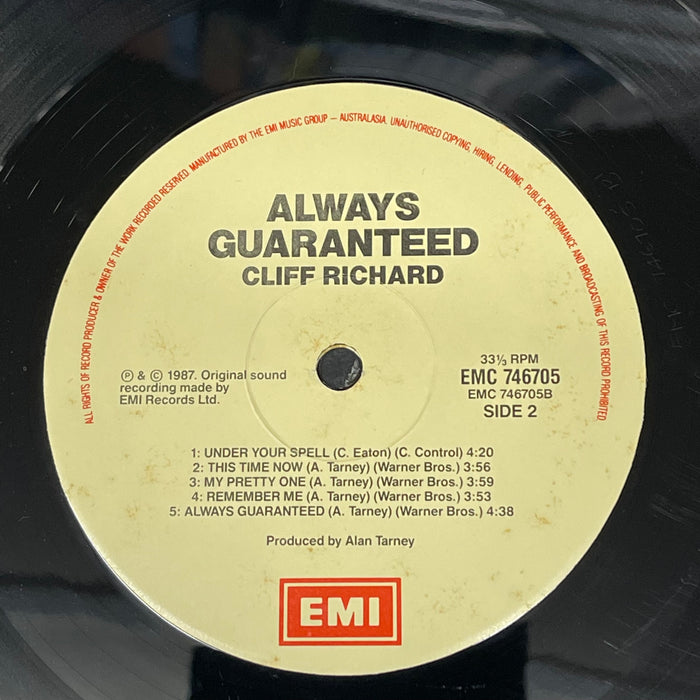 ALL RIGHTS OF RECORD PRODUCER & OWNER OF THE WORK RECORDED RESERVED. MANUFACTURED BY THE EMI MUSIC GROUP – AUSTRALASIA. UNAUTHORISED COPYING, HIRING, LENDING, PUBLIC PERFORMANCE AND BROADCASTING OF THIS RECORD PROHIBITED.
ALWAYS
GUARANTEED
CLIFF RICHARD
℗ & © 1987. Original sound
recording made by
EMI Records Ltd.
33⅓ RPM
EMC 746705
EMC 746705B
SIDE 2
1: UNDER YOUR SPELL (C. Eaton) (C. Control) 4:20
2: THIS TIME NOW (A. Tarney) (Warner Bros.) 3:56
3: MY PRETTY ONE (A. Tarney) (Warner Bros.) 3:59
4: REMEMBER ME (A. Tarney) (Warner Bros.) 3:53
5: ALWAYS GUARANTEED (A. Tarney) (Warner Bros.) 4:38
Produced by Alan Tarney
EMI